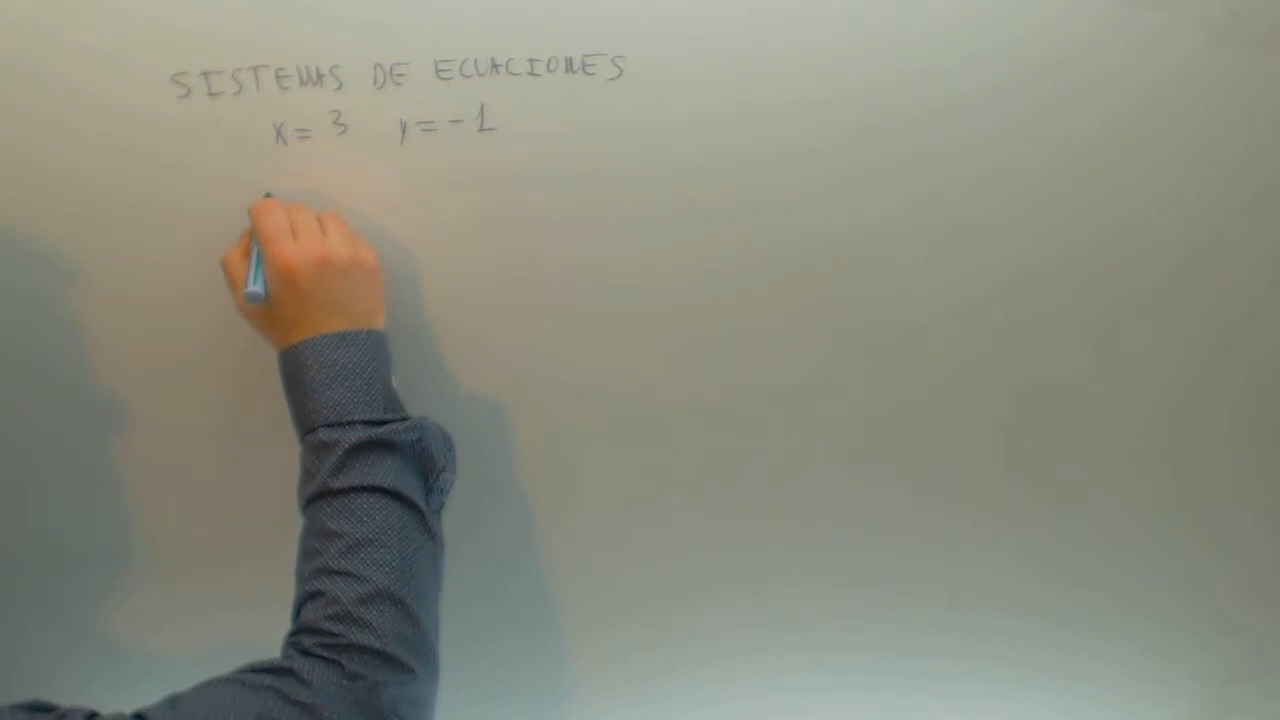 SISTEMAS DE ECUACIONES
x = 3 y = -1